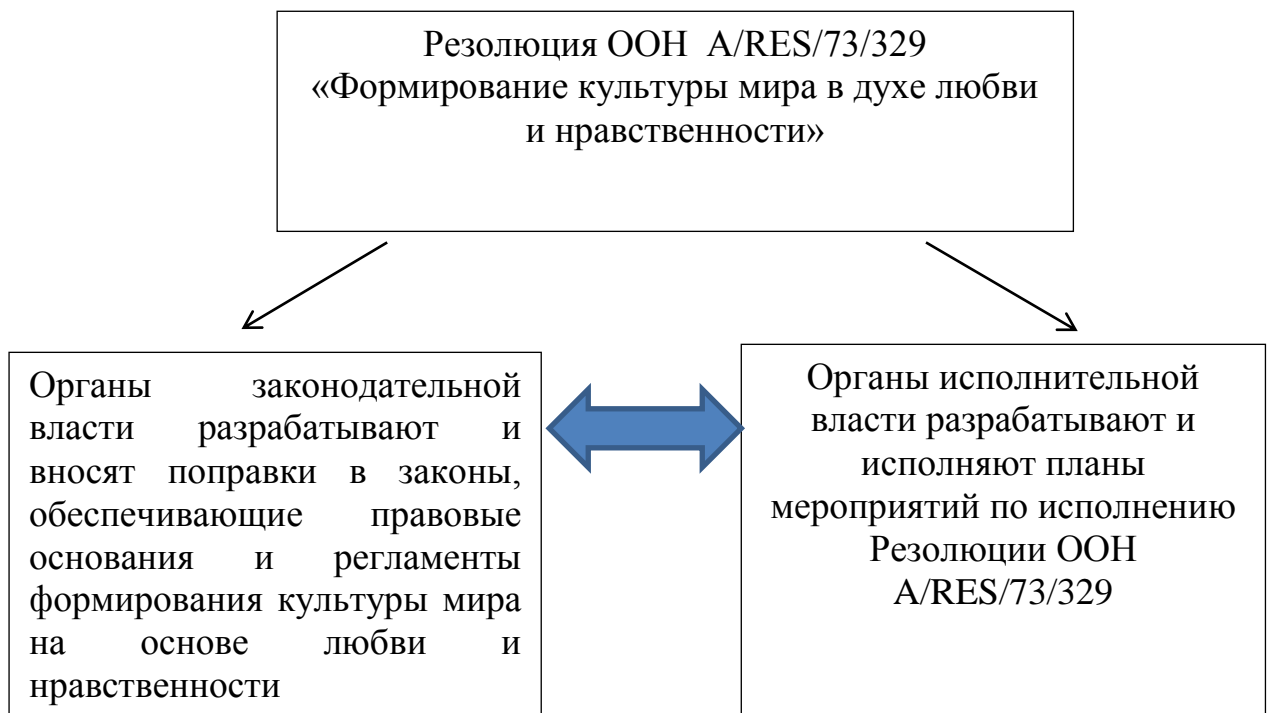 Резолюция ООН A/RES/73/329
«Формирование культуры мира в духе любви
и нравственности»
Органы законодательной
власти разрабатывают и
вносят поправки в законы,
обеспечивающие правовые
основания и регламенты
формирования культуры мира
на основе любви и
нравственности
Органы исполнительной
власти разрабатывают и
исполняют планы
мероприятий по исполнению
Резолюции ООН
A/RES/73/329